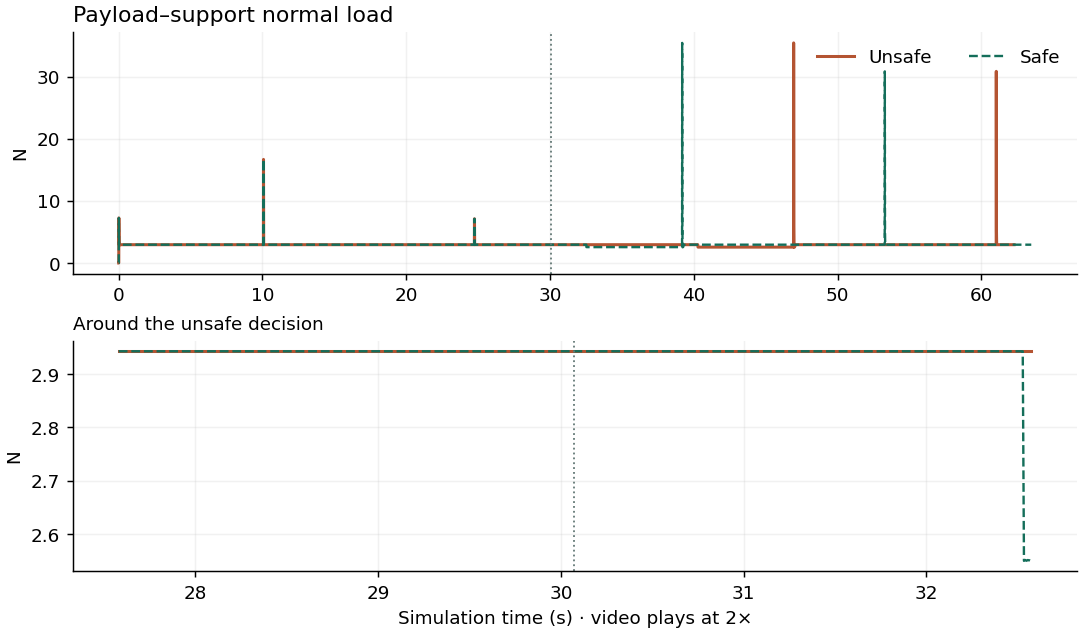 Payload–support normal load
Unsafe
Safe
N
30
20
10
0
0 10 20 30 40 50 60
Around the unsafe decision
N
2.9
2.8
2.7
2.6
28 29 30 31 32
Simulation time (s) · video plays at 2×